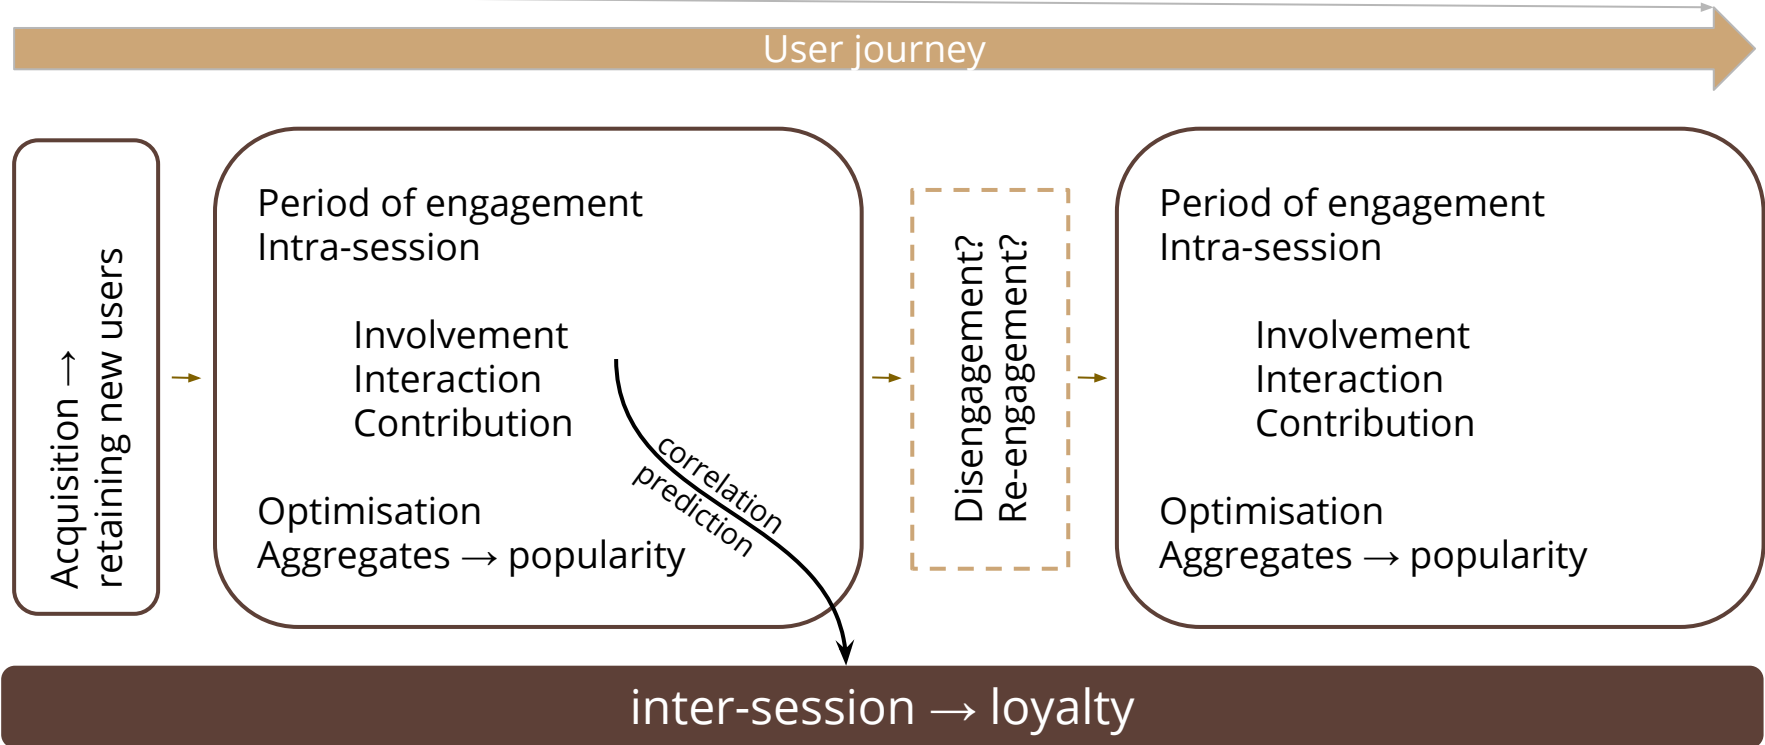 User journey
Acquisition →
retaining new users
Period of engagement
Intra-session
Involvement
Interaction
Contribution
Optimisation
Aggregates → popularity
correlation
prediction
Disengagement?
Re-engagement?
Period of engagement
Intra-session
Involvement
Interaction
Contribution
Optimisation
Aggregates → popularity
inter-session → loyalty